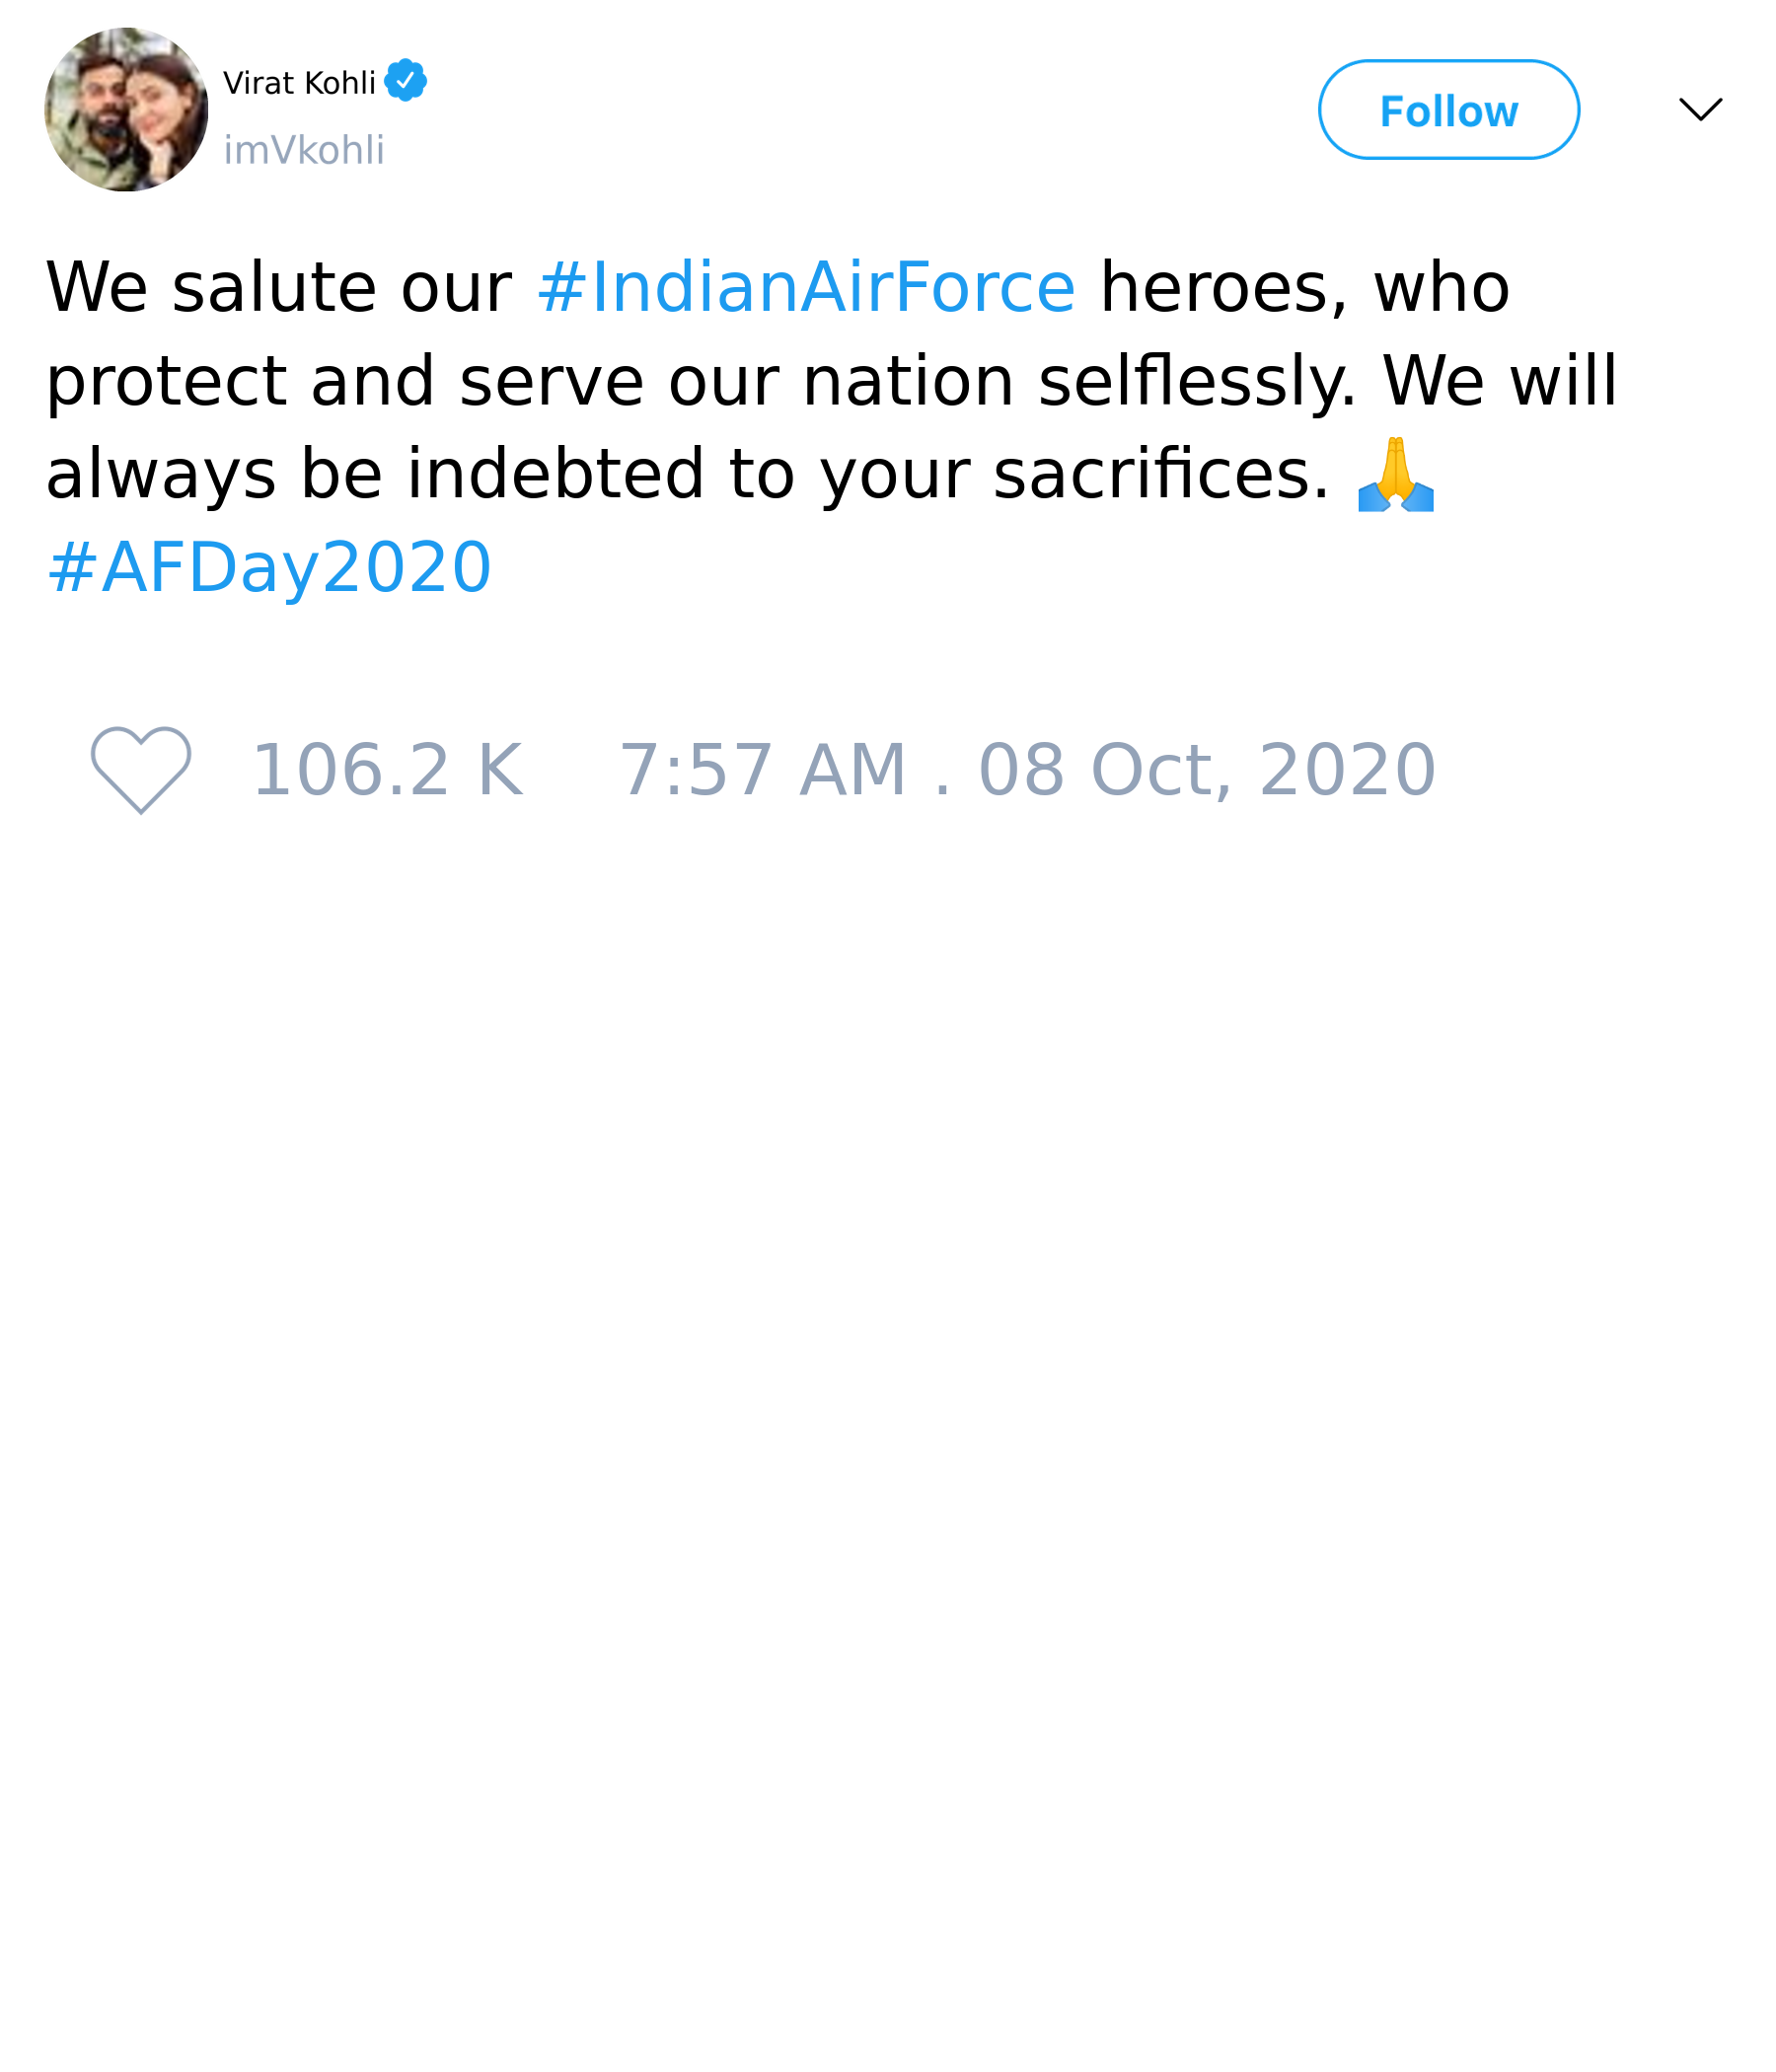 Virat Kohli
imVkohli
Follow
We salute our #IndianAirForce heroes, who
protect and serve our nation selflessly. We will
always be indebted to your sacrifices. 🙏
#AFDay2020
106.2 K 7:57 AM . 08 Oct, 2020